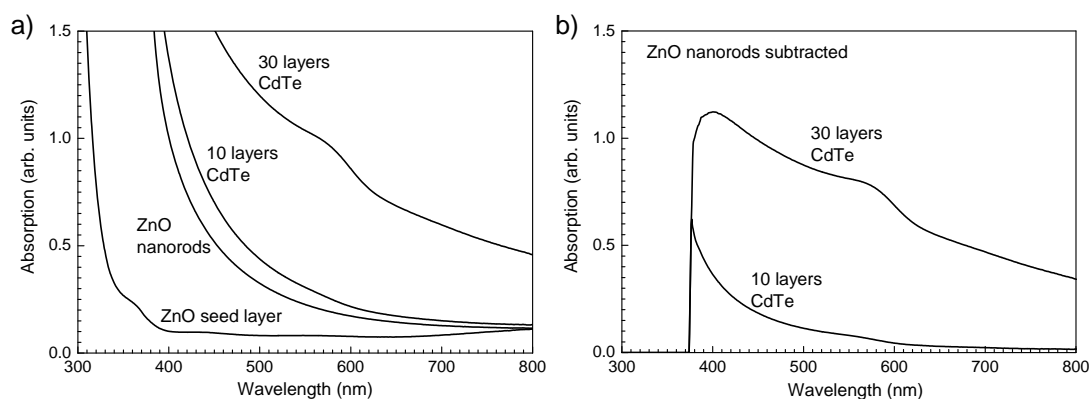 a)
1.5
1.0
0.5
0.0
Absorption (arb. units)
30 layers
CdTe
10 layers
CdTe
ZnO
nanorods
ZnO seed layer
300 400 500 600 700 800
Wavelength (nm)
b)
1.5
1.0
0.5
0.0
Absorption (arb. units)
ZnO nanorods subtracted
30 layers
CdTe
10 layers
CdTe
300 400 500 600 700 800
Wavelength (nm)